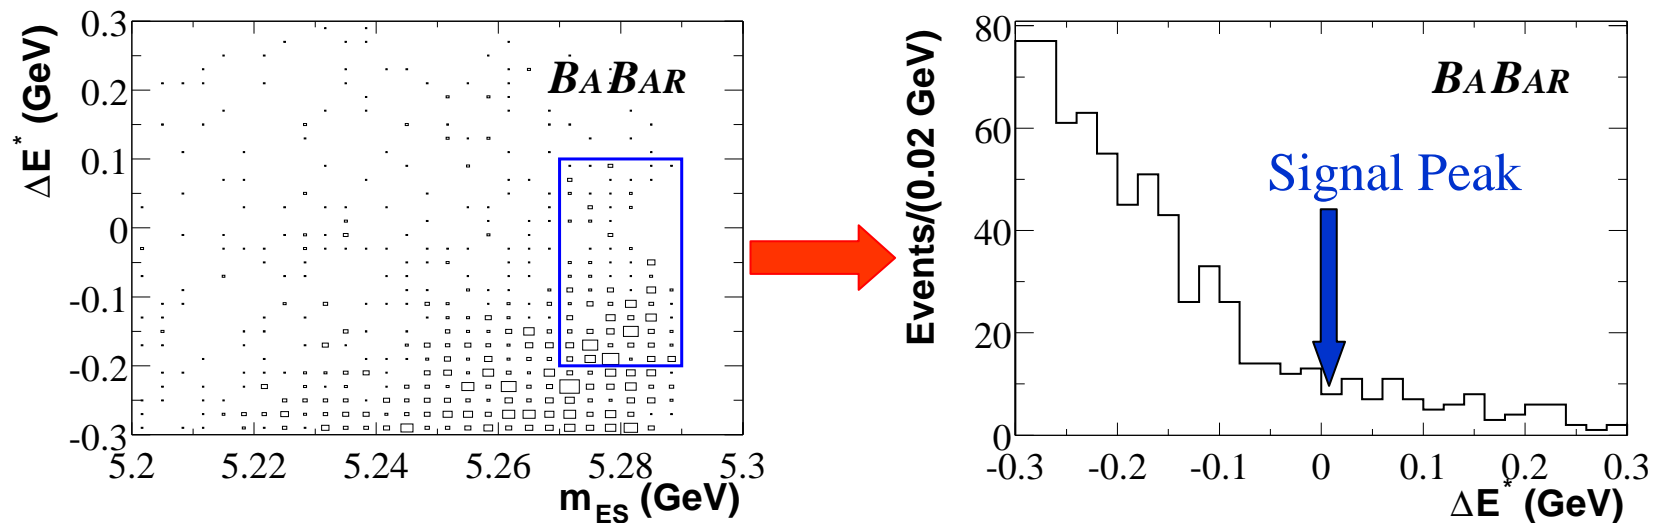 ΔE* (GeV)
0.3
0.2
0.1
0
-0.1
-0.2
-0.3
BABAR
5.2 5.22 5.24 5.26 5.28 5.3
mES (GeV)
Events/(0.02 GeV)
80
60
40
20
0
BABAR
Signal Peak
-0.3 -0.2 -0.1 0 0.1 0.2 0.3
ΔE* (GeV)